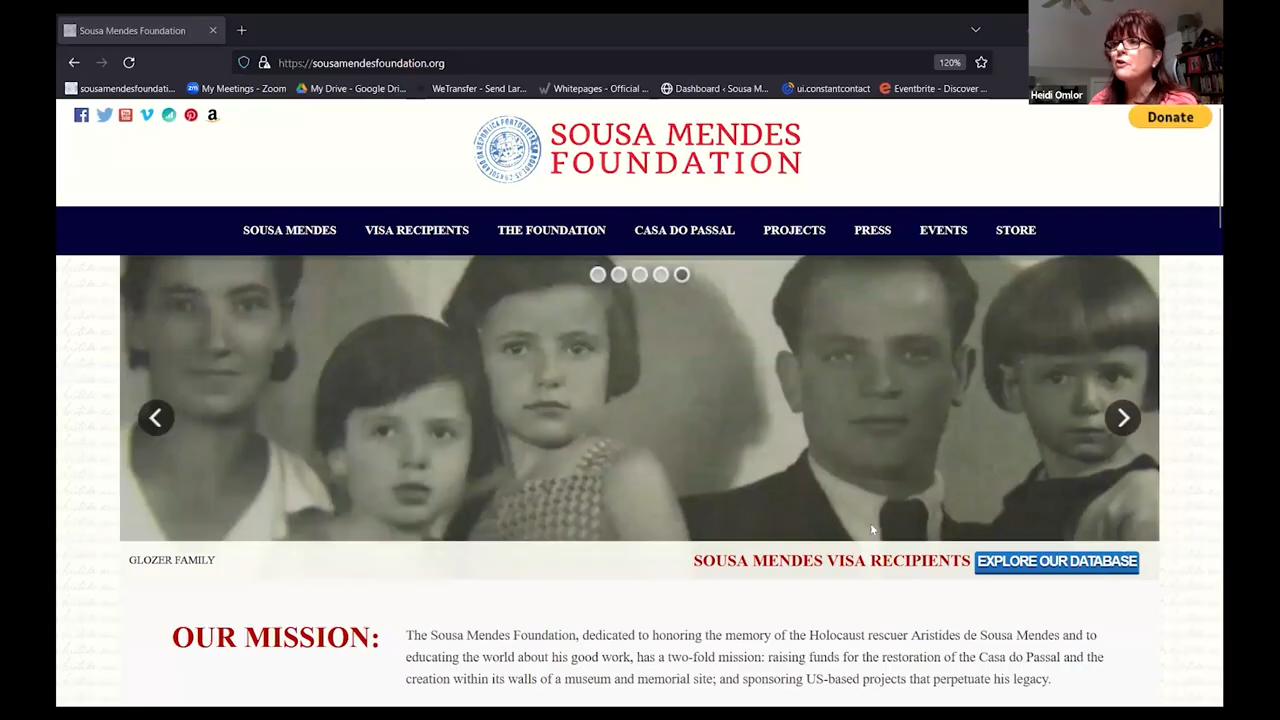 Sousa Mendes Foundation
https://sousamendesfoundation.org
120%
sousamendesfoundati...
zm My Meetings - Zoom
My Drive - Google Dri...
WeTransfer - Send Lar...
Whitepages - Official ...
Dashboard ‹ Sousa M...
ui.constantcontact
Eventbrite - Discover ...
Heidi Omlor
Donate
SOUSA MENDES
FOUNDATION
SOUSA MENDES VISA RECIPIENTS THE FOUNDATION CASA DO PASSAL PROJECTS PRESS EVENTS STORE
GLOZER FAMILY
SOUSA MENDES VISA RECIPIENTS EXPLORE OUR DATABASE
OUR MISSION:
The Sousa Mendes Foundation, dedicated to honoring the memory of the Holocaust rescuer Aristides de Sousa Mendes and to
educating the world about his good work, has a two-fold mission: raising funds for the restoration of the Casa do Passal and the
creation within its walls of a museum and memorial site; and sponsoring US-based projects that perpetuate his legacy.